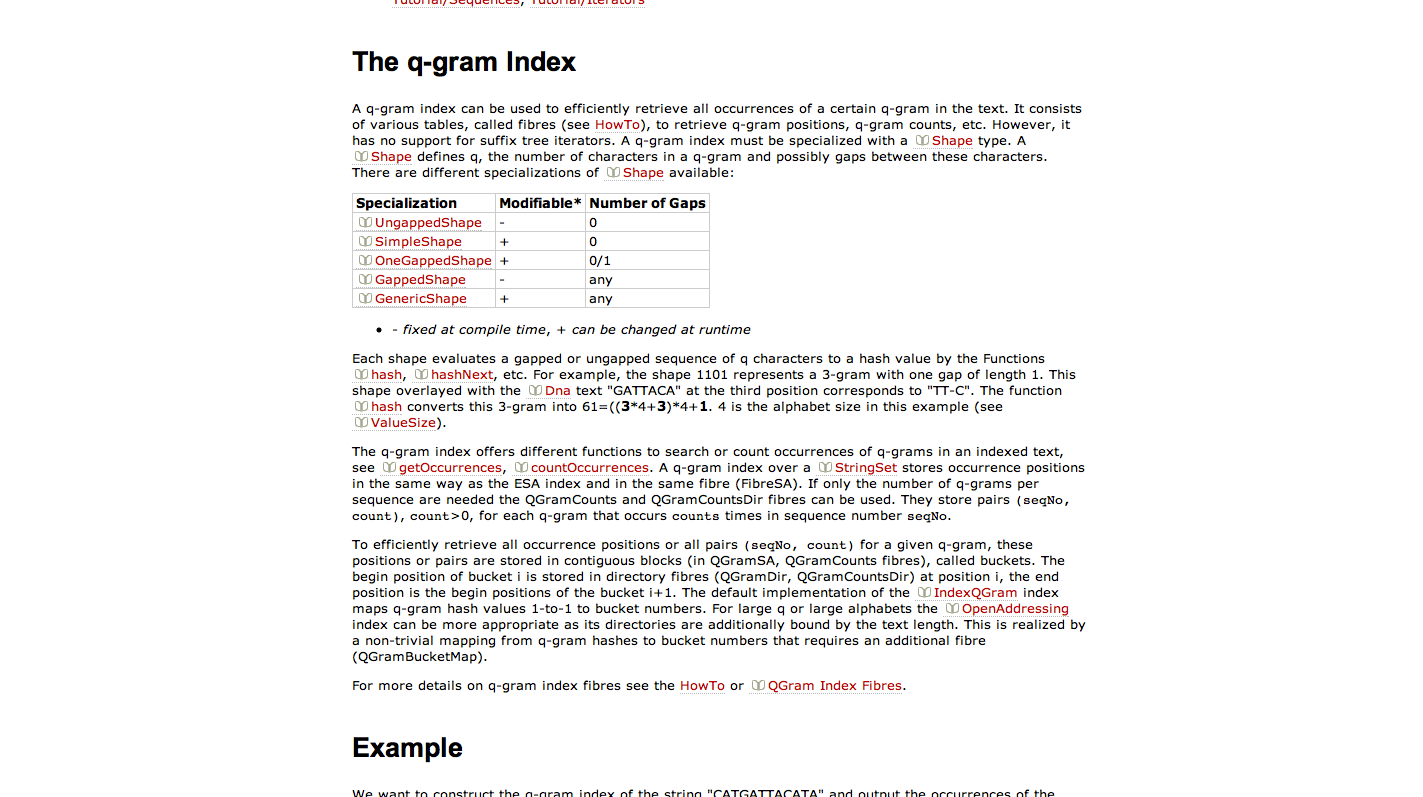 Tutorial/Sequences, Tutorial/Iterators
The q-gram Index
A q-gram index can be used to efficiently retrieve all occurrences of a certain q-gram in the text. It consists
of various tables, called fibres (see HowTo), to retrieve q-gram positions, q-gram counts, etc. However, it
has no support for suffix tree iterators. A q-gram index must be specialized with a Shape type. A
Shape defines q, the number of characters in a q-gram and possibly gaps between these characters.
There are different specializations of Shape available:
Specialization Modifiable* Number of Gaps
UngappedShape - 0
SimpleShape + 0
OneGappedShape + 0/1
GappedShape - any
GenericShape + any
• - fixed at compile time, + can be changed at runtime
Each shape evaluates a gapped or ungapped sequence of q characters to a hash value by the Functions
hash, hashNext, etc. For example, the shape 1101 represents a 3-gram with one gap of length 1. This
shape overlayed with the Dna text "GATTACA" at the third position corresponds to "TT-C". The function
hash converts this 3-gram into 61=((3*4+3)*4+1. 4 is the alphabet size in this example (see
ValueSize).
The q-gram index offers different functions to search or count occurrences of q-grams in an indexed text,
see getOccurrences, countOccurrences. A q-gram index over a StringSet stores occurrence positions
in the same way as the ESA index and in the same fibre (FibreSA). If only the number of q-grams per
sequence are needed the QGramCounts and QGramCountsDir fibres can be used. They store pairs (seqNo,
count), count>0, for each q-gram that occurs counts times in sequence number seqNo.
To efficiently retrieve all occurrence positions or all pairs (seqNo, count) for a given q-gram, these
positions or pairs are stored in contiguous blocks (in QGramSA, QGramCounts fibres), called buckets. The
begin position of bucket i is stored in directory fibres (QGramDir, QGramCountsDir) at position i, the end
position is the begin positions of the bucket i+1. The default implementation of the IndexQGram index
maps q-gram hash values 1-to-1 to bucket numbers. For large q or large alphabets the OpenAddressing
index can be more appropriate as its directories are additionally bound by the text length. This is realized by
a non-trivial mapping from q-gram hashes to bucket numbers that requires an additional fibre
(QGramBucketMap).
For more details on q-gram index fibres see the HowTo or QGram Index Fibres.
Example
We want to construct the q-gram index of the string "CATGATTACATA" and output the occurrences of the